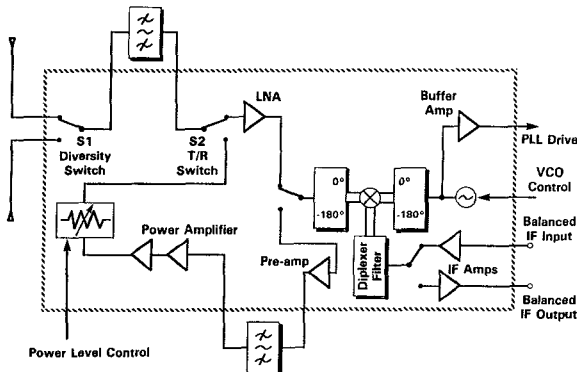 LNA
Buffer
Amp
S1
Diversity
Switch
S2
T/R
Switch
PLL Drive
VCO
Control
0°
-180°
0°
-180°
Power Amplifier
Pre-amp
Diplexer
Filter
IF Amps
Balanced
IF Input
Balanced
IF Output
Power Level Control